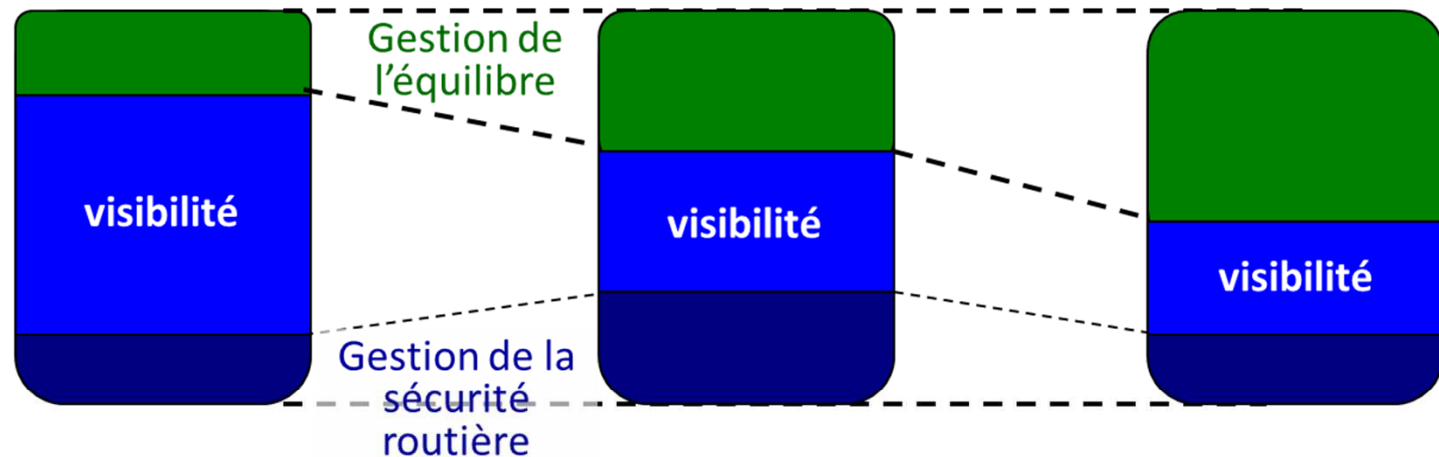 Gestion de
l’équilibre
visibilité
visibilité
visibilité
Gestion de la
sécurité
routière